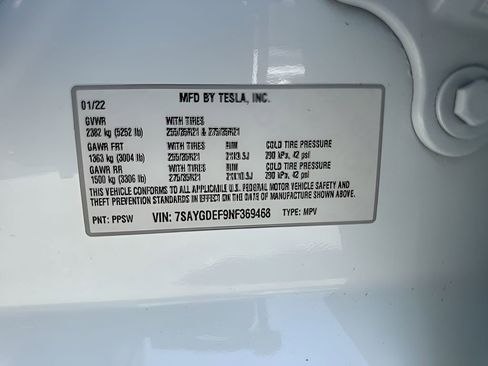 01/22 MFD BY TESLA, INC.
GVWR WITH TIRES
2382 kg (5252 lb) 255/35R21 & 275/35R21
GAWR FRT WITH TIRES RIM COLD TIRE PRESSURE
1363 kg (3004 lb) 255/35R21 21X9.5J 290 kPa, 42 psi
GAWR RR WITH TIRES RIM COLD TIRE PRESSURE
1500 kg (3306 lb) 275/35R21 290 kPa, 42 psi
THIS VEHICLE CONFORMS TO ALL APPLICABLE U.S. FEDERAL MOTOR VEHICLE SAFETY AND
THEFT PREVENTION STANDARDS IN EFFECT ON THE DATE OF MANUFACTURE SHOWN ABOVE.
PNT: PPSW VIN: 7SAYGDEF9NF369468 TYPE: MPV